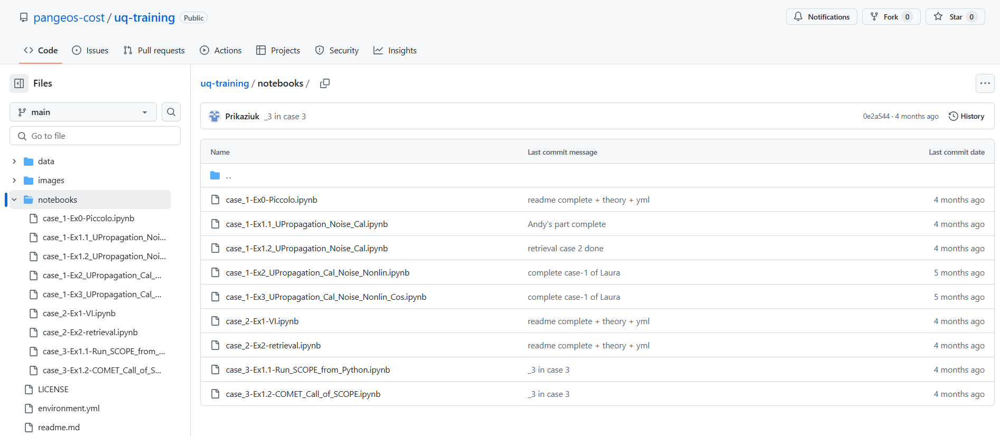 pangeos-cost / uq-training Public
Notifications Fork 0 Star 0
Code Issues Pull requests Actions Projects Security Insights
Files
main
Go to file
data
images
notebooks
case_1-Ex0-Piccolo.ipynb
case_1-Ex1.1_UPropagation_Noi...
case_1-Ex1.2_UPropagation_Noi...
case_1-Ex2_UPropagation_Cal_...
case_1-Ex3_UPropagation_Cal_...
case_2-Ex1-VI.ipynb
case_2-Ex2-retrieval.ipynb
case_3-Ex1.1-Run_SCOPE_from_...
case_3-Ex1.2-COMET_Call_of_S...
LICENSE
environment.yml
readme.md
uq-training / notebooks /
Prikaziuk _3 in case 3 0e2a544 · 4 months ago History
Name Last commit message Last commit date
..
case_1-Ex0-Piccolo.ipynb readme complete + theory + yml 4 months ago
case_1-Ex1.1_UPropagation_Noise_Cal.ipynb Andy's part complete 4 months ago
case_1-Ex1.2_UPropagation_Noise_Cal.ipynb retrieval case 2 done 4 months ago
case_1-Ex2_UPropagation_Cal_Noise_Nonlin.ipynb complete case-1 of Laura 5 months ago
case_1-Ex3_UPropagation_Cal_Noise_Nonlin_Cos.ipynb complete case-1 of Laura 5 months ago
case_2-Ex1-VI.ipynb readme complete + theory + yml 4 months ago
case_2-Ex2-retrieval.ipynb readme complete + theory + yml 4 months ago
case_3-Ex1.1-Run_SCOPE_from_Python.ipynb _3 in case 3 4 months ago
case_3-Ex1.2-COMET_Call_of_SCOPE.ipynb _3 in case 3 4 months ago